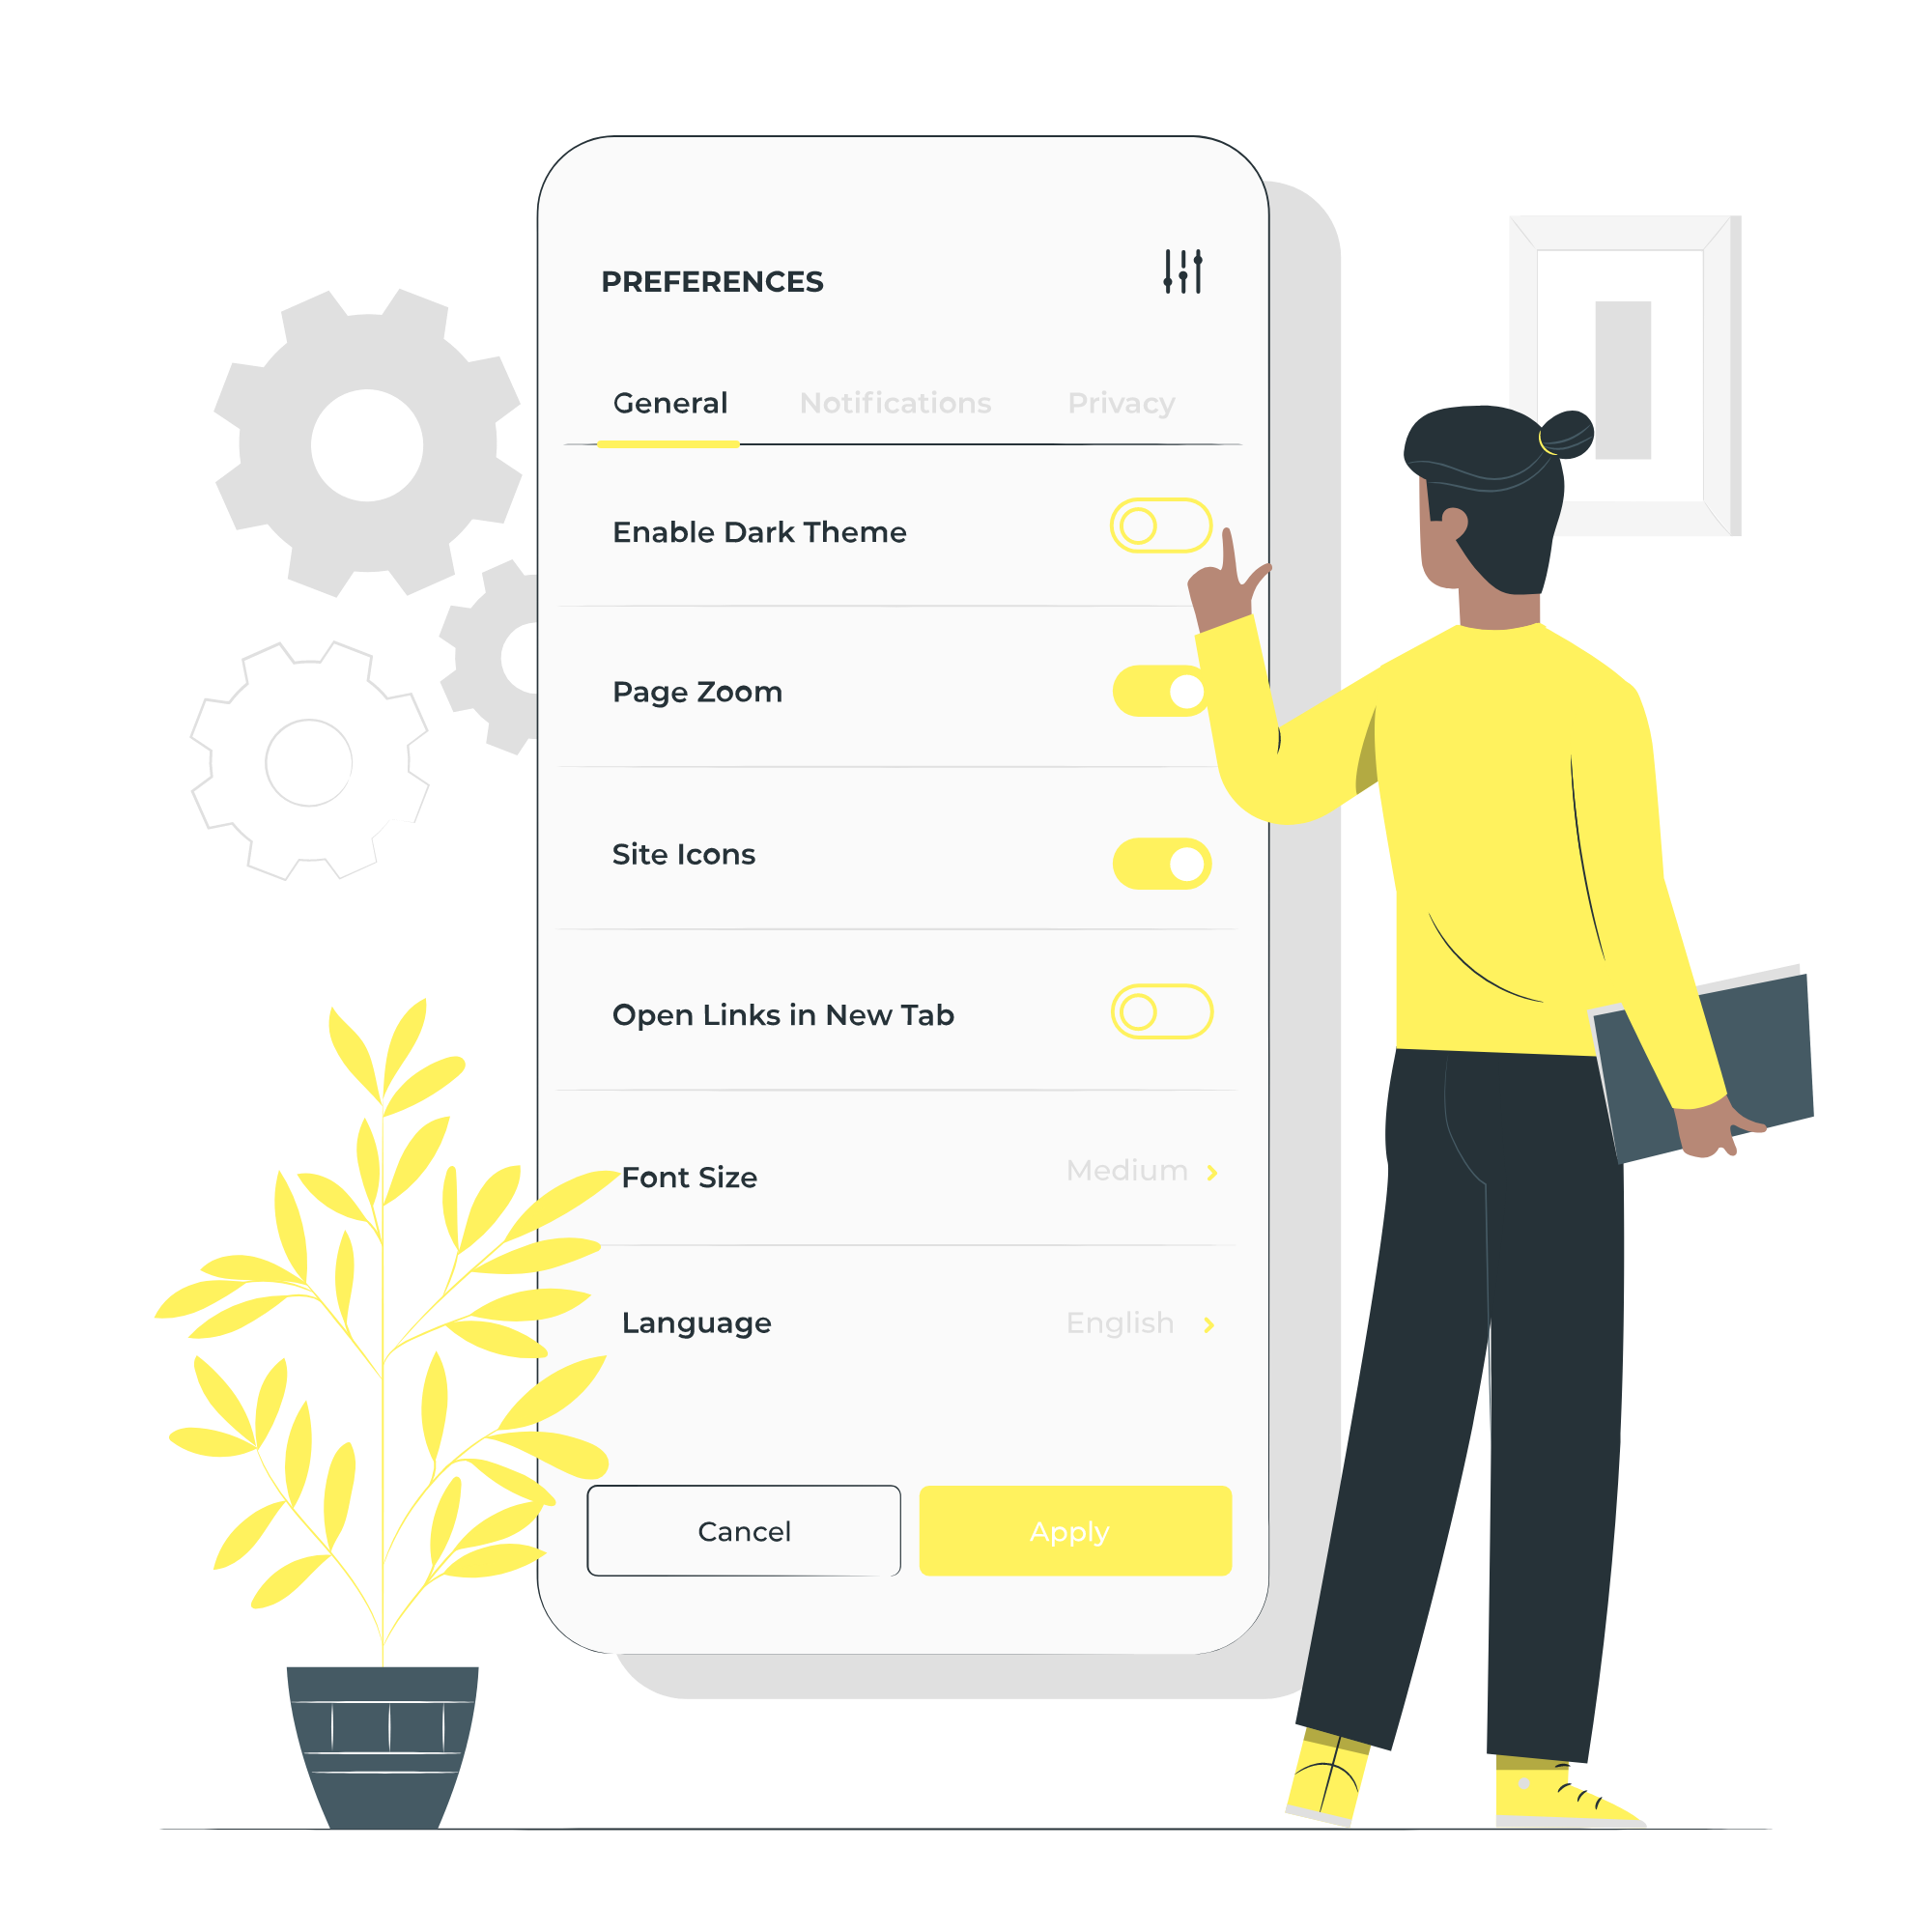 PREFERENCES
General Notifications Privacy
Enable Dark Theme
Page Zoom
Site Icons
Open Links in New Tab
Font Size Medium
Language English
Cancel Apply